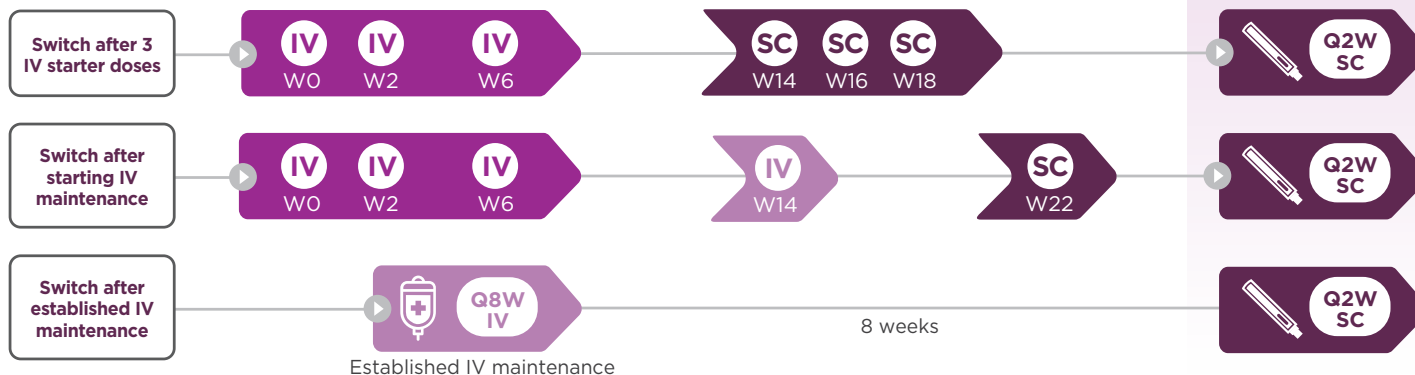 Switch after 3
IV starter doses
IV IV IV
W0 W2 W6
SC SC SC
W14 W16 W18
Q2W
SC
Switch after
starting IV
maintenance
IV IV IV
W0 W2 W6
IV
W14
SC
W22
Q2W
SC
Switch after
established IV
maintenance
Q8W
IV
Established IV maintenance
8 weeks
Q2W
SC